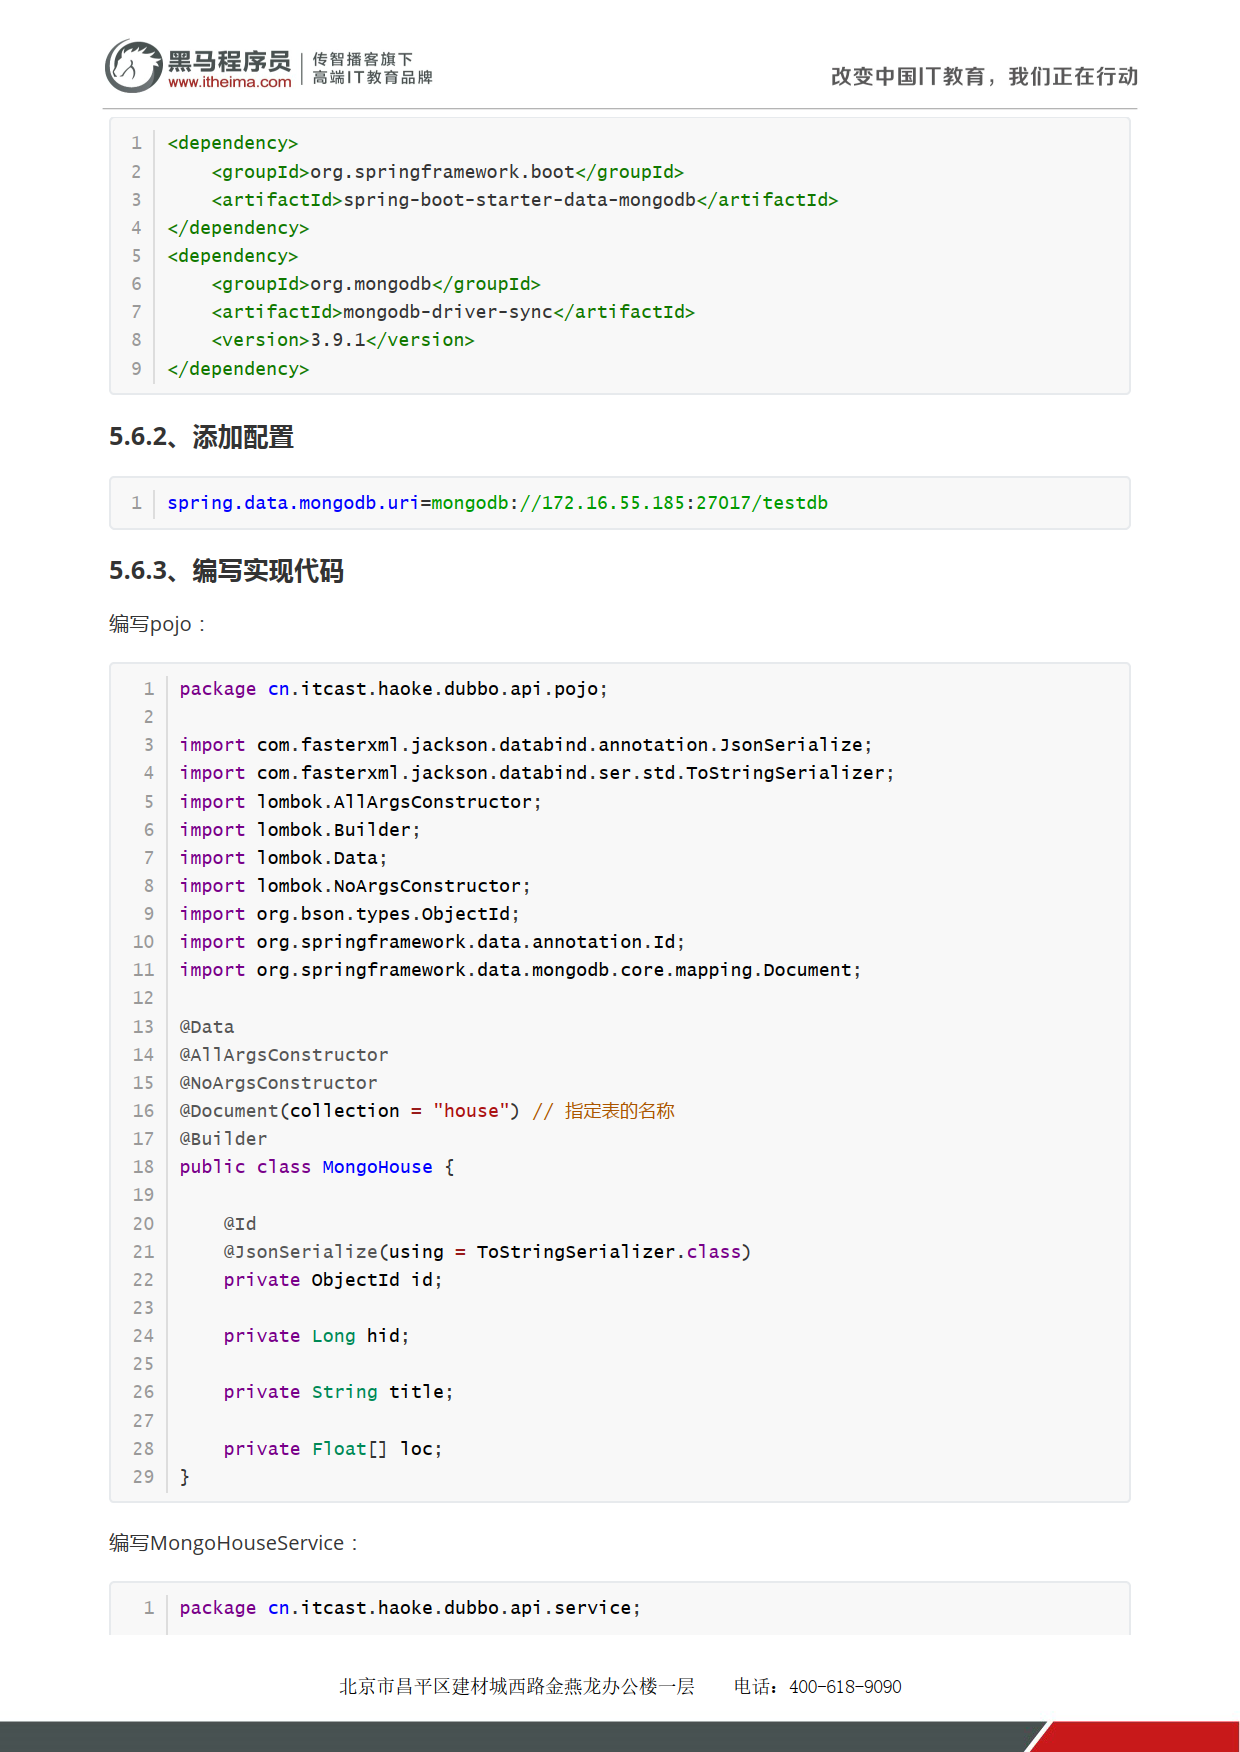 黑马程序员
www.itheima.com
传智播客旗下
高端IT教育品牌
改变中国IT教育，我们正在行动
1 <dependency>
2     <groupId>org.springframework.boot</groupId>
3     <artifactId>spring-boot-starter-data-mongodb</artifactId>
4 </dependency>
5 <dependency>
6     <groupId>org.mongodb</groupId>
7     <artifactId>mongodb-driver-sync</artifactId>
8     <version>3.9.1</version>
9 </dependency>
5.6.2、添加配置
1 spring.data.mongodb.uri=mongodb://172.16.55.185:27017/testdb
5.6.3、编写实现代码
编写pojo：
1 package cn.itcast.haoke.dubbo.api.pojo;
2
3 import com.fasterxml.jackson.databind.annotation.JsonSerialize;
4 import com.fasterxml.jackson.databind.ser.std.ToStringSerializer;
5 import lombok.AllArgsConstructor;
6 import lombok.Builder;
7 import lombok.Data;
8 import lombok.NoArgsConstructor;
9 import org.bson.types.ObjectId;
10 import org.springframework.data.annotation.Id;
11 import org.springframework.data.mongodb.core.mapping.Document;
12
13 @Data
14 @AllArgsConstructor
15 @NoArgsConstructor
16 @Document(collection = "house") // 指定表的名称
17 @Builder
18 public class MongoHouse {
19
20     @Id
21     @JsonSerialize(using = ToStringSerializer.class)
22     private ObjectId id;
23
24     private Long hid;
25
26     private String title;
27
28     private Float[] loc;
29 }
编写MongoHouseService：
1 package cn.itcast.haoke.dubbo.api.service;
北京市昌平区建材城西路金燕龙办公楼一层 电话：400-618-9090